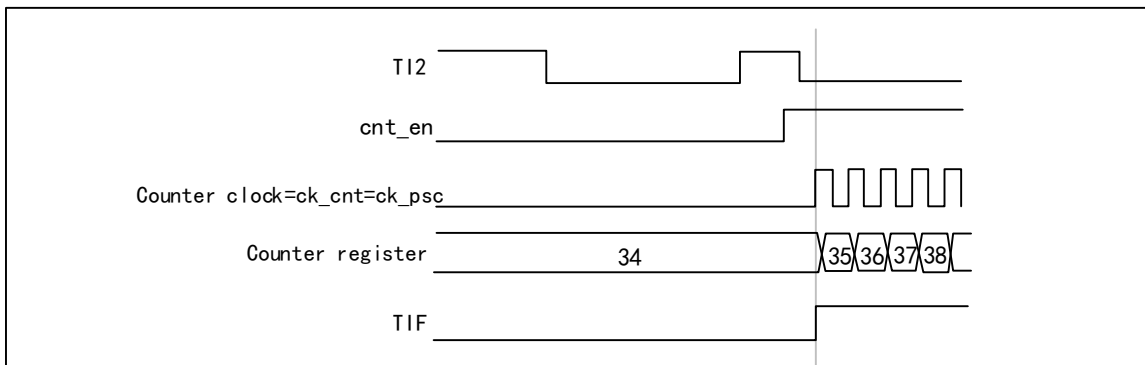 TI2
cnt_en
Counter clock=ck_cnt=ck_psc
Counter register 34 35 36 37 38
TIF